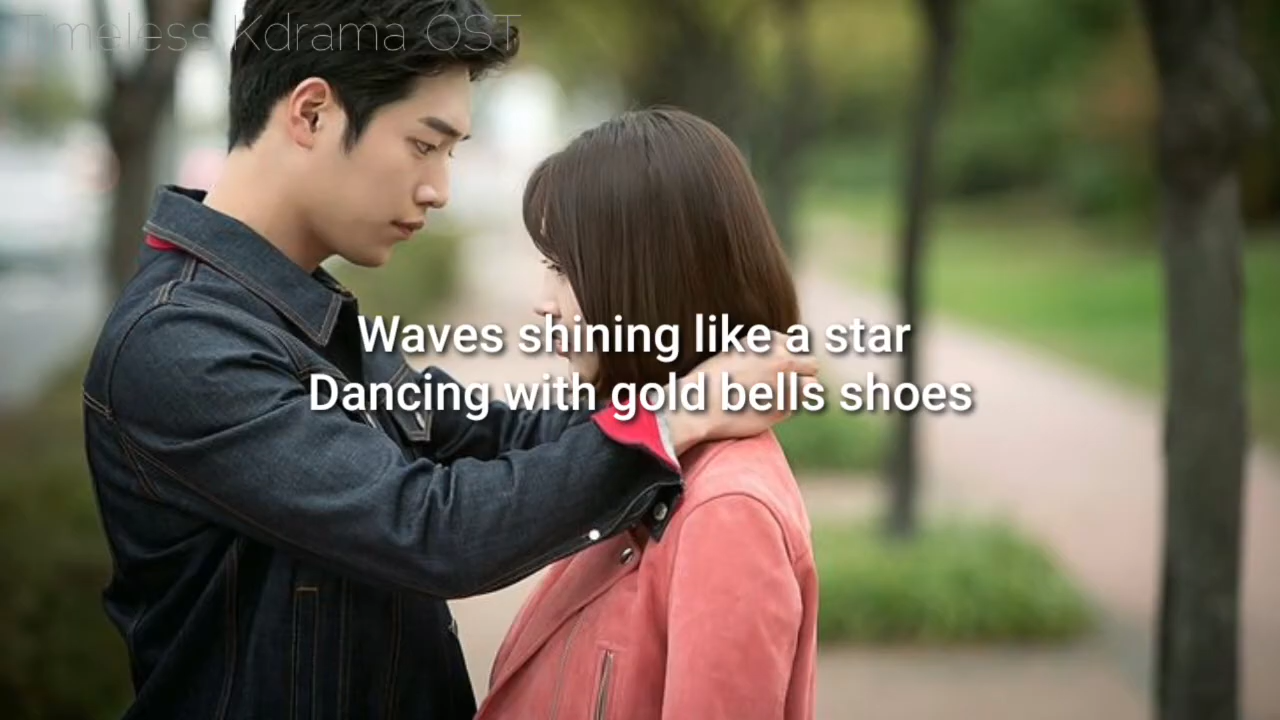 Timeless Kdrama OST
Waves shining like a star
Dancing with gold bells shoes